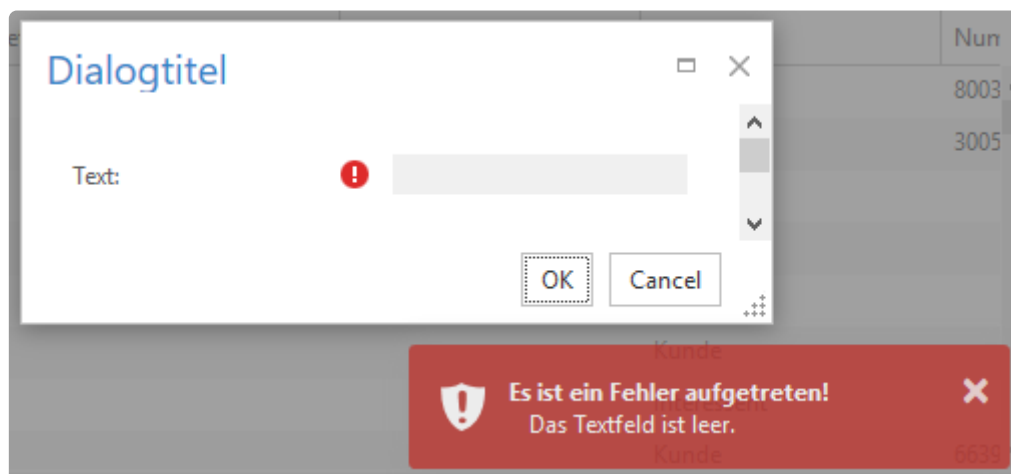 Num
Dialogtitel
8003
3005
Text:
OK
Cancel
Kunde
Es ist ein Fehler aufgetreten!
Interessent
Das Textfeld ist leer.
Kunde
6639